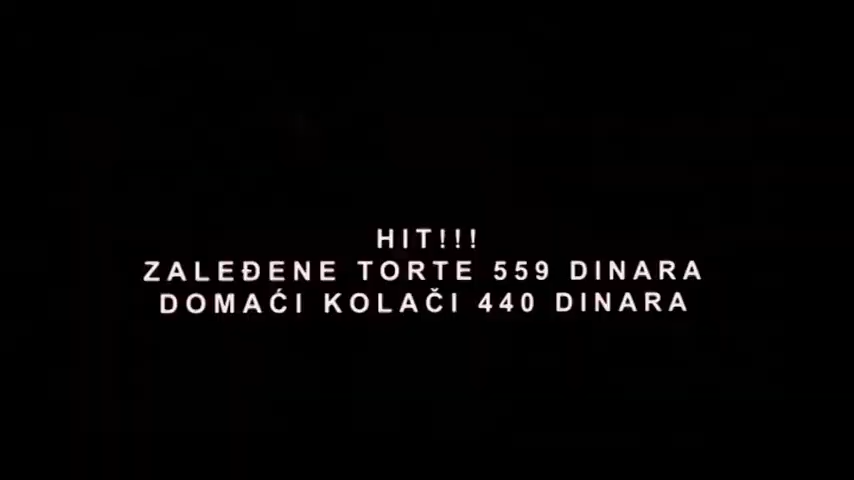 HIT!!!
ZALEĐENE TORTE 559 DINARA
DOMAĆI KOLAČI 440 DINARA